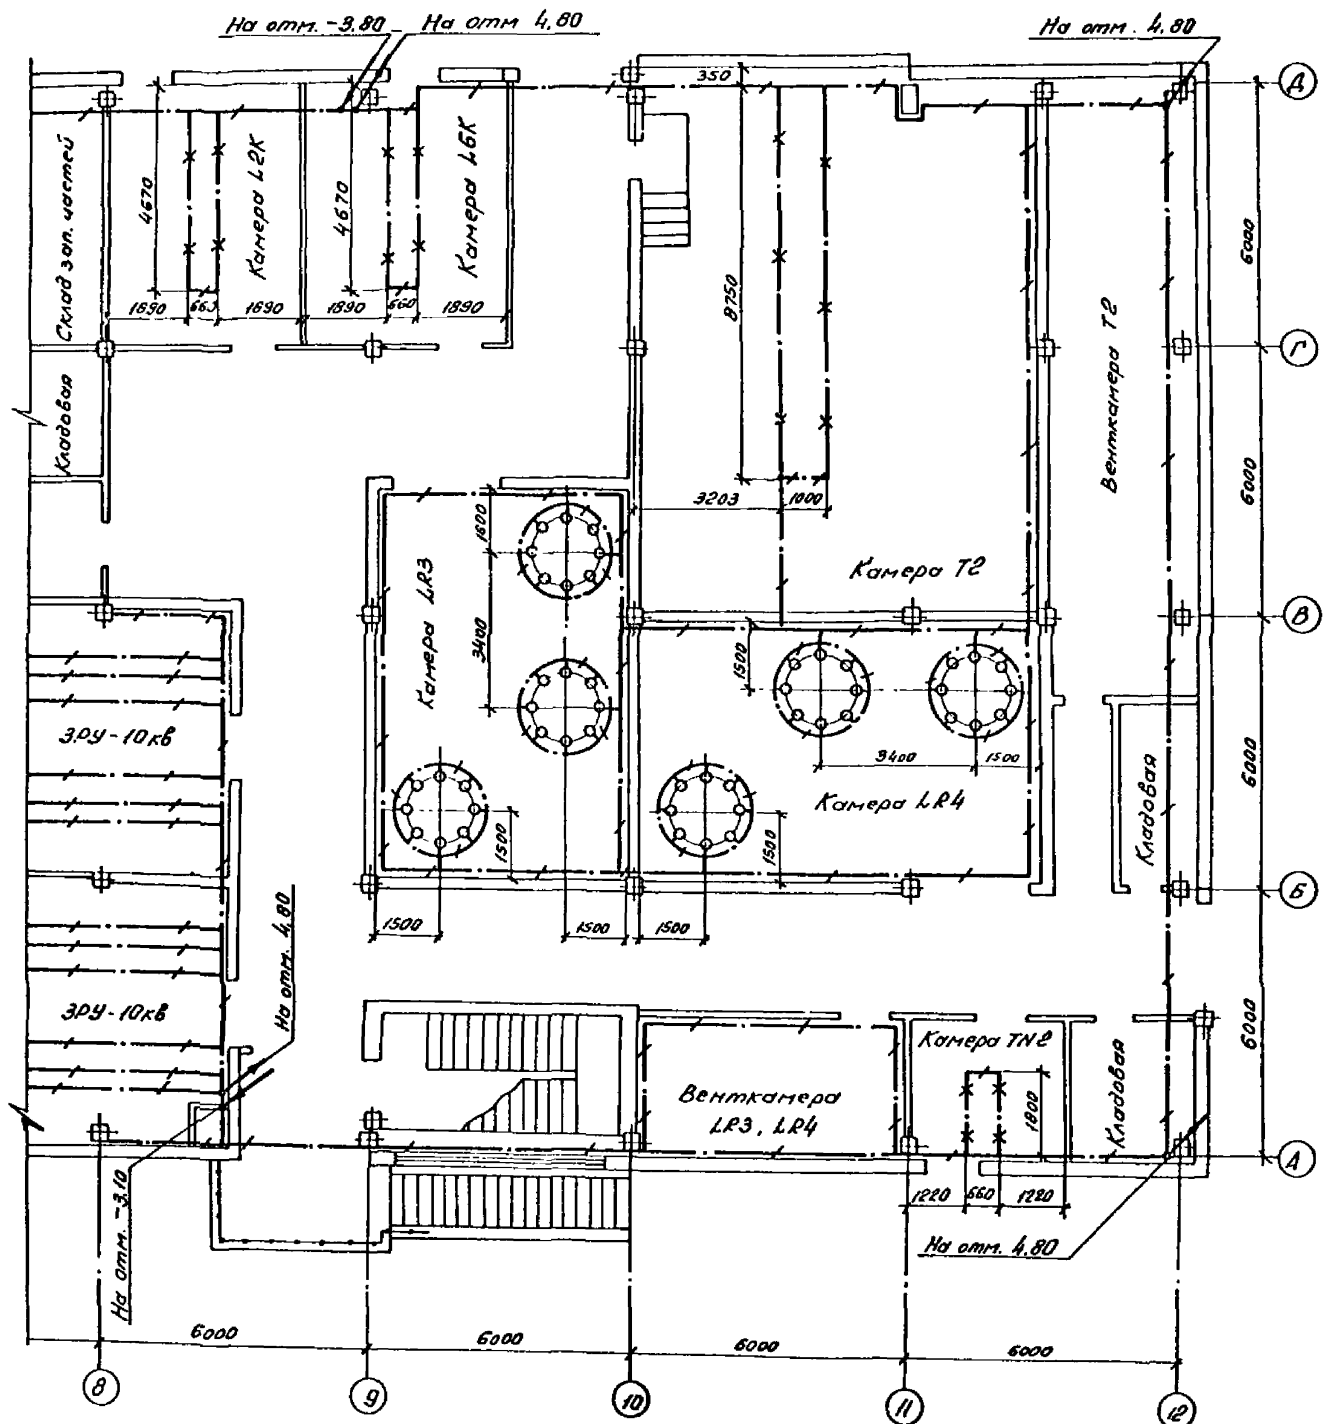 На отм. -3.80
На отм 4.80
На отм. 4.80
350
Д
4670
Камера L2K
4670
Камера L6K
Склад зап. частей
8750
6000
1890
660
1890
1890
660
1890
Г
Кладовая
Венткамера Т2
6000
3203
1000
1600
3400
Камера LR3
Камера Т2
В
1500
ЗРУ-10кв
3400
1500
6000
Камера LR4
Кладовая
1500
1500
Б
1500
1500
1500
На отм. 4.80
ЗРУ-10кв
6000
Камера TN2
Венткамера
LR3, LR4
1800
Кладовая
А
1220
660
1220
На отм. 4.80
На отм. -3.10
6000
6000
6000
6000
8
9
10
11
12